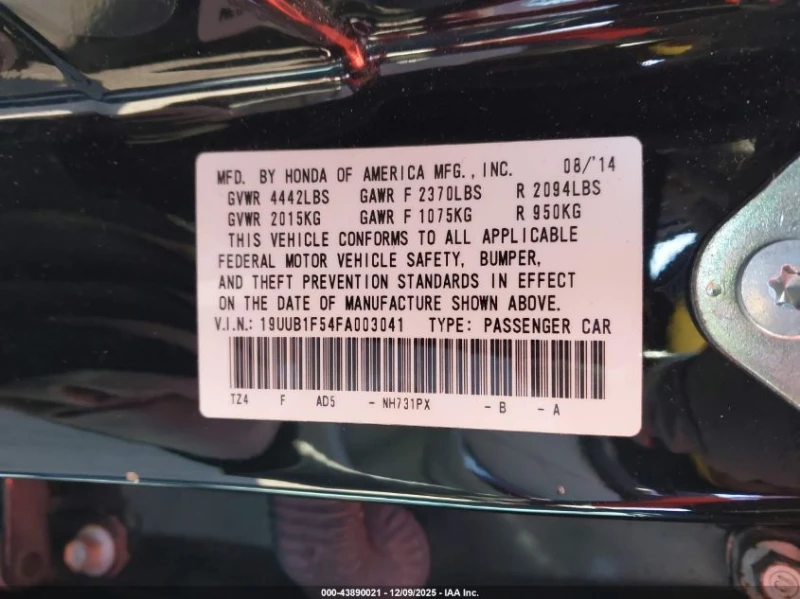 MFD. BY HONDA OF AMERICA MFG., INC. 08/'14
GVWR 4442LBS GAWR F 2370LBS R 2094LBS
GVWR 2015KG GAWR F 1075KG R 950KG
THIS VEHICLE CONFORMS TO ALL APPLICABLE
FEDERAL MOTOR VEHICLE SAFETY, BUMPER,
AND THEFT PREVENTION STANDARDS IN EFFECT
ON THE DATE OF MANUFACTURE SHOWN ABOVE.
V.I.N.: 19UUB1F54FA003041 TYPE: PASSENGER CAR
TZ4 F AD5 - NH731PX - B - A
000-43890021 - 12/09/2025 - IAA Inc.